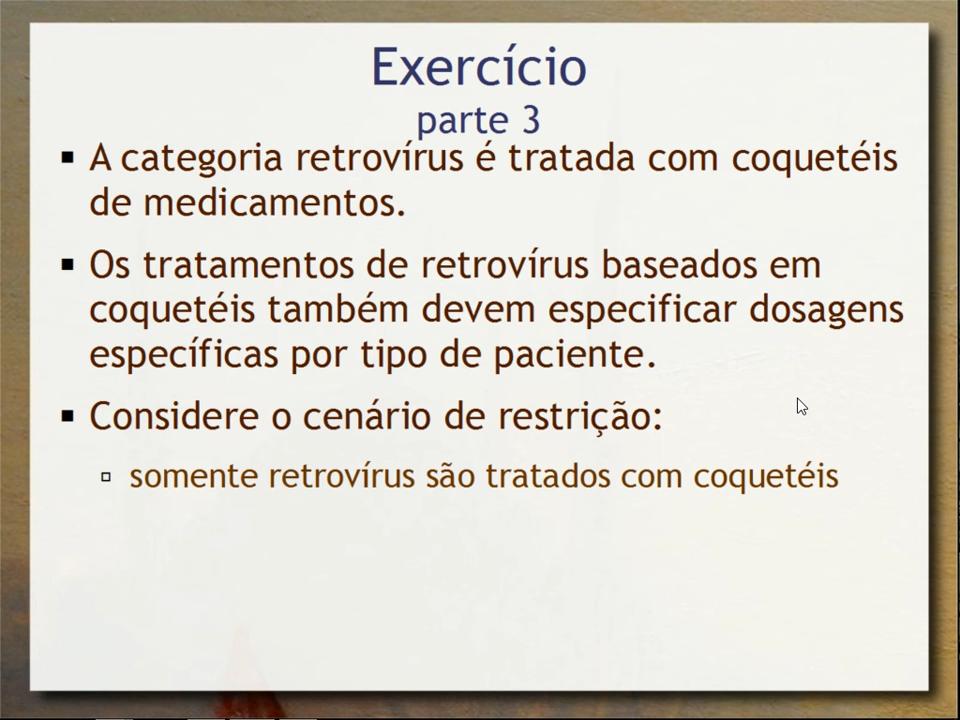 Exercício
parte 3
A categoria retrovírus é tratada com coquetéis
de medicamentos.
Os tratamentos de retrovírus baseados em
coquetéis também devem especificar dosagens
específicas por tipo de paciente.
Considere o cenário de restrição:
somente retrovírus são tratados com coquetéis